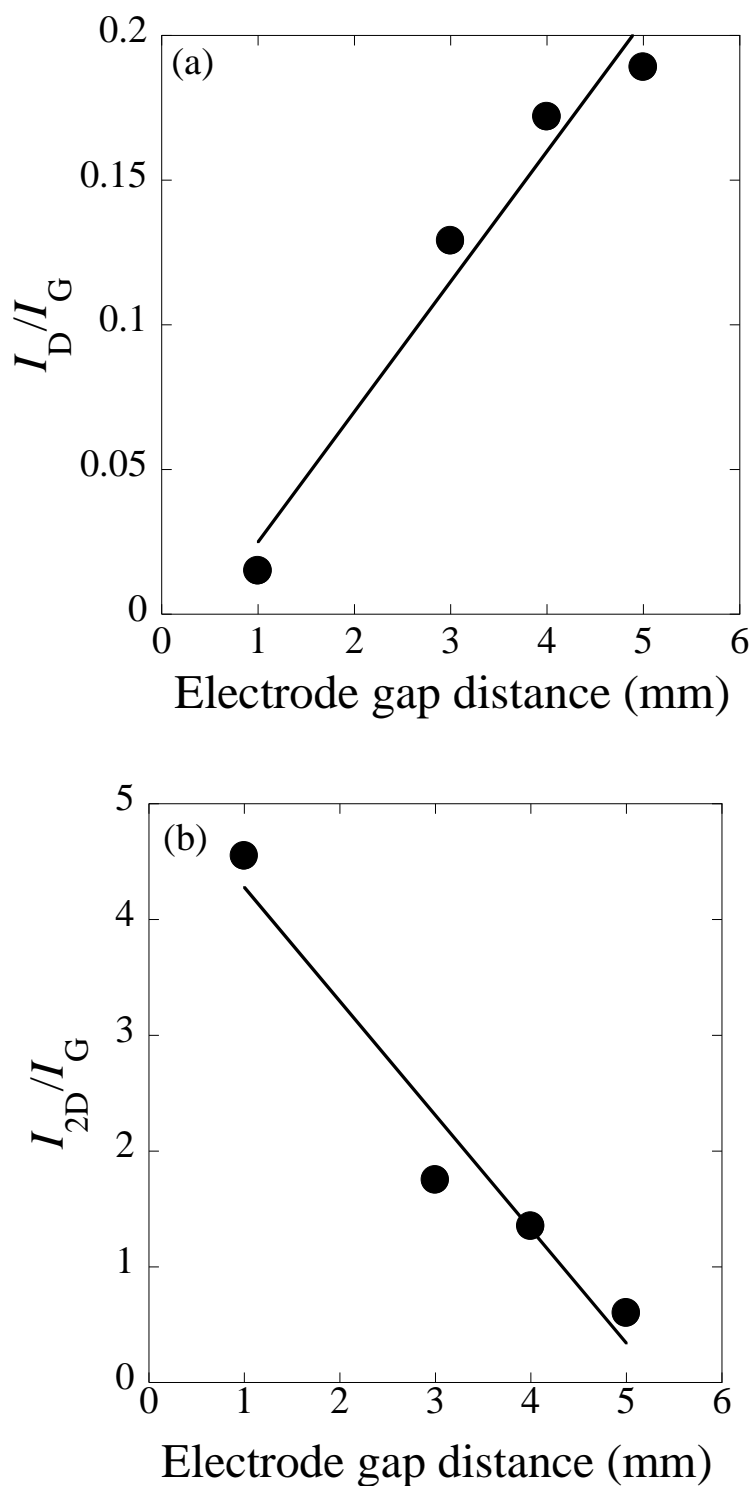 0.2
(a)
0.15
0.1
0.05
0
I_D/I_G
0 1 2 3 4 5 6
Electrode gap distance (mm)
5
(b)
4
3
2
1
0
I_2D/I_G
0 1 2 3 4 5 6
Electrode gap distance (mm)